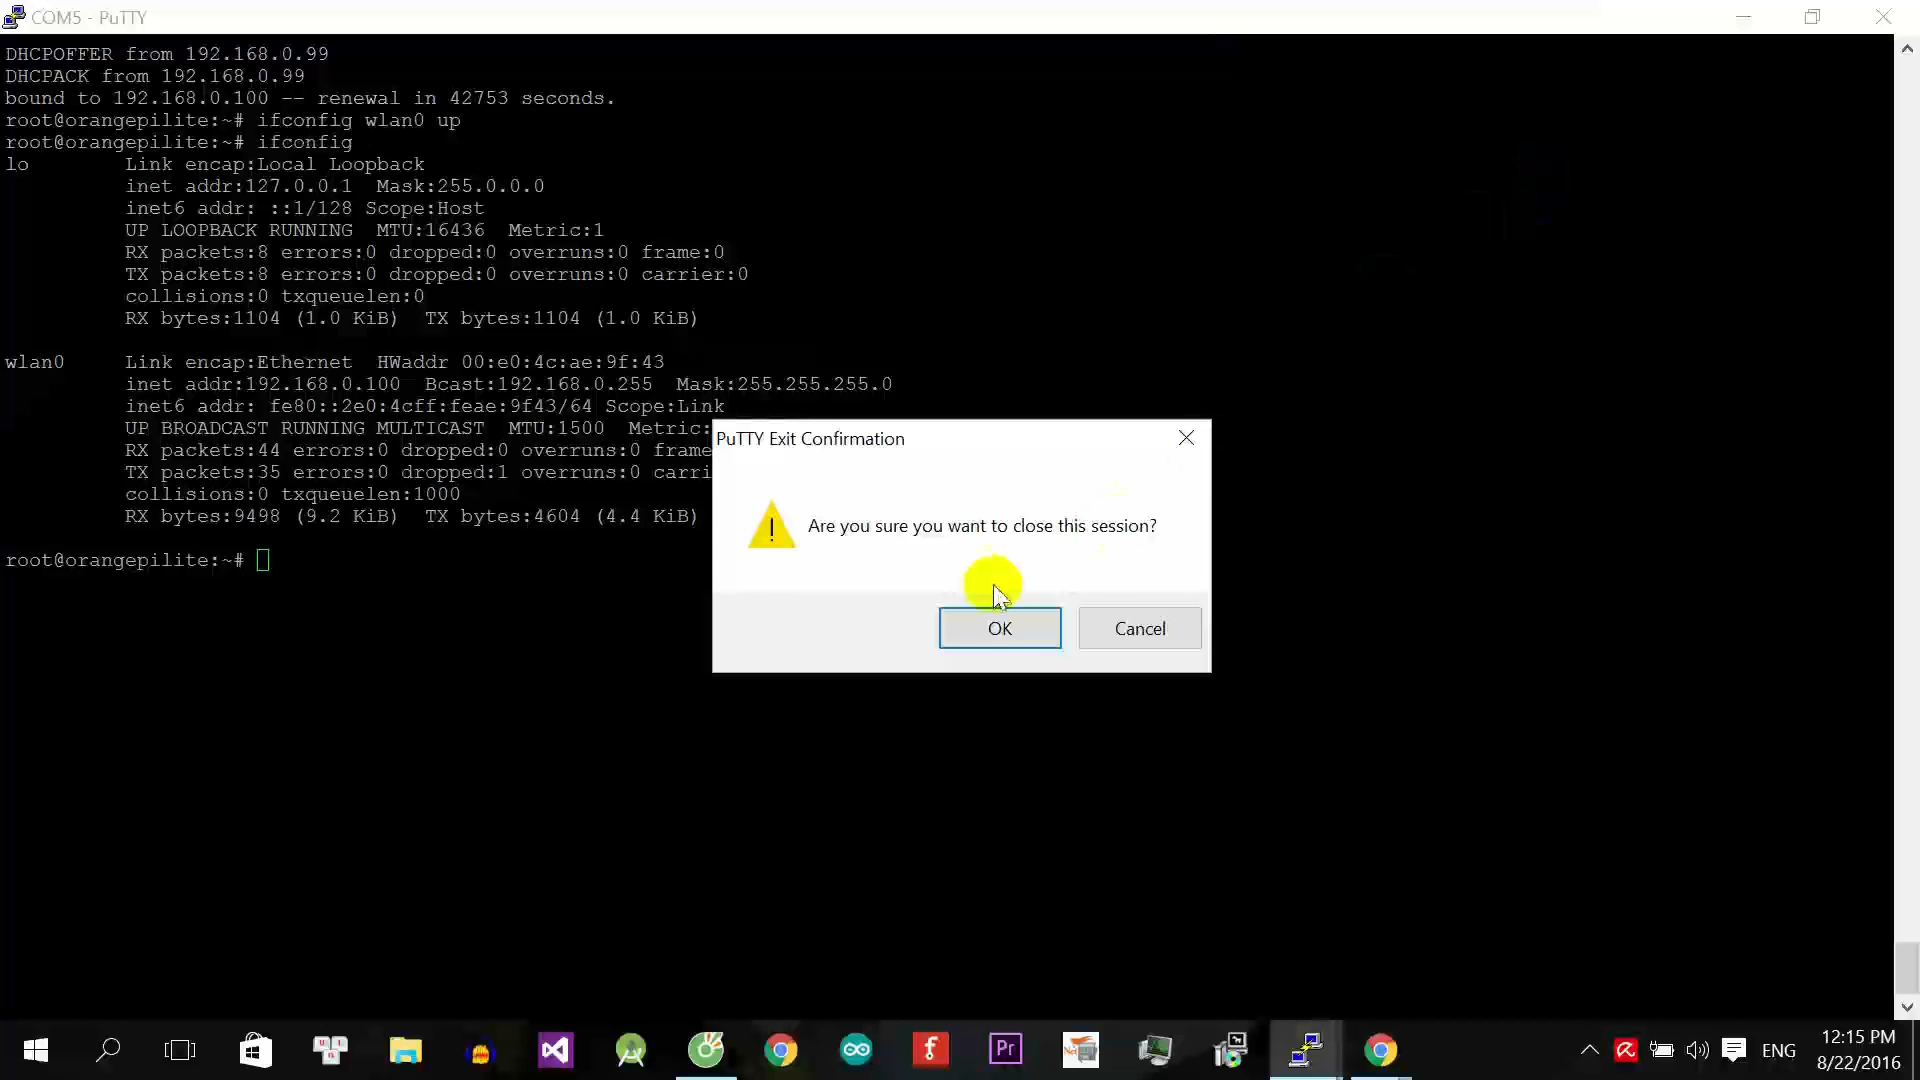 COM5 - PuTTY
DHCPOFFER from 192.168.0.99
DHCPACK from 192.168.0.99
bound to 192.168.0.100 -- renewal in 42753 seconds.
root@orangepilite:~# ifconfig wlan0 up
root@orangepilite:~# ifconfig
lo Link encap:Local Loopback
inet addr:127.0.0.1 Mask:255.0.0.0
inet6 addr: ::1/128 Scope:Host
UP LOOPBACK RUNNING MTU:16436 Metric:1
RX packets:8 errors:0 dropped:0 overruns:0 frame:0
TX packets:8 errors:0 dropped:0 overruns:0 carrier:0
collisions:0 txqueuelen:0
RX bytes:1104 (1.0 KiB) TX bytes:1104 (1.0 KiB)
wlan0 Link encap:Ethernet HWaddr 00:e0:4c:ae:9f:43
inet addr:192.168.0.100 Bcast:192.168.0.255 Mask:255.255.255.0
inet6 addr: fe80::2e0:4cff:feae:9f43/64 Scope:Link
UP BROADCAST RUNNING MULTICAST MTU:1500 Metric:
RX packets:44 errors:0 dropped:0 overruns:0 frame
TX packets:35 errors:0 dropped:1 overruns:0 carri
collisions:0 txqueuelen:1000
RX bytes:9498 (9.2 KiB) TX bytes:4604 (4.4 KiB)
root@orangepilite:~#
PuTTY Exit Confirmation
Are you sure you want to close this session?
OK Cancel
Pr
ENG
12:15 PM
8/22/2016